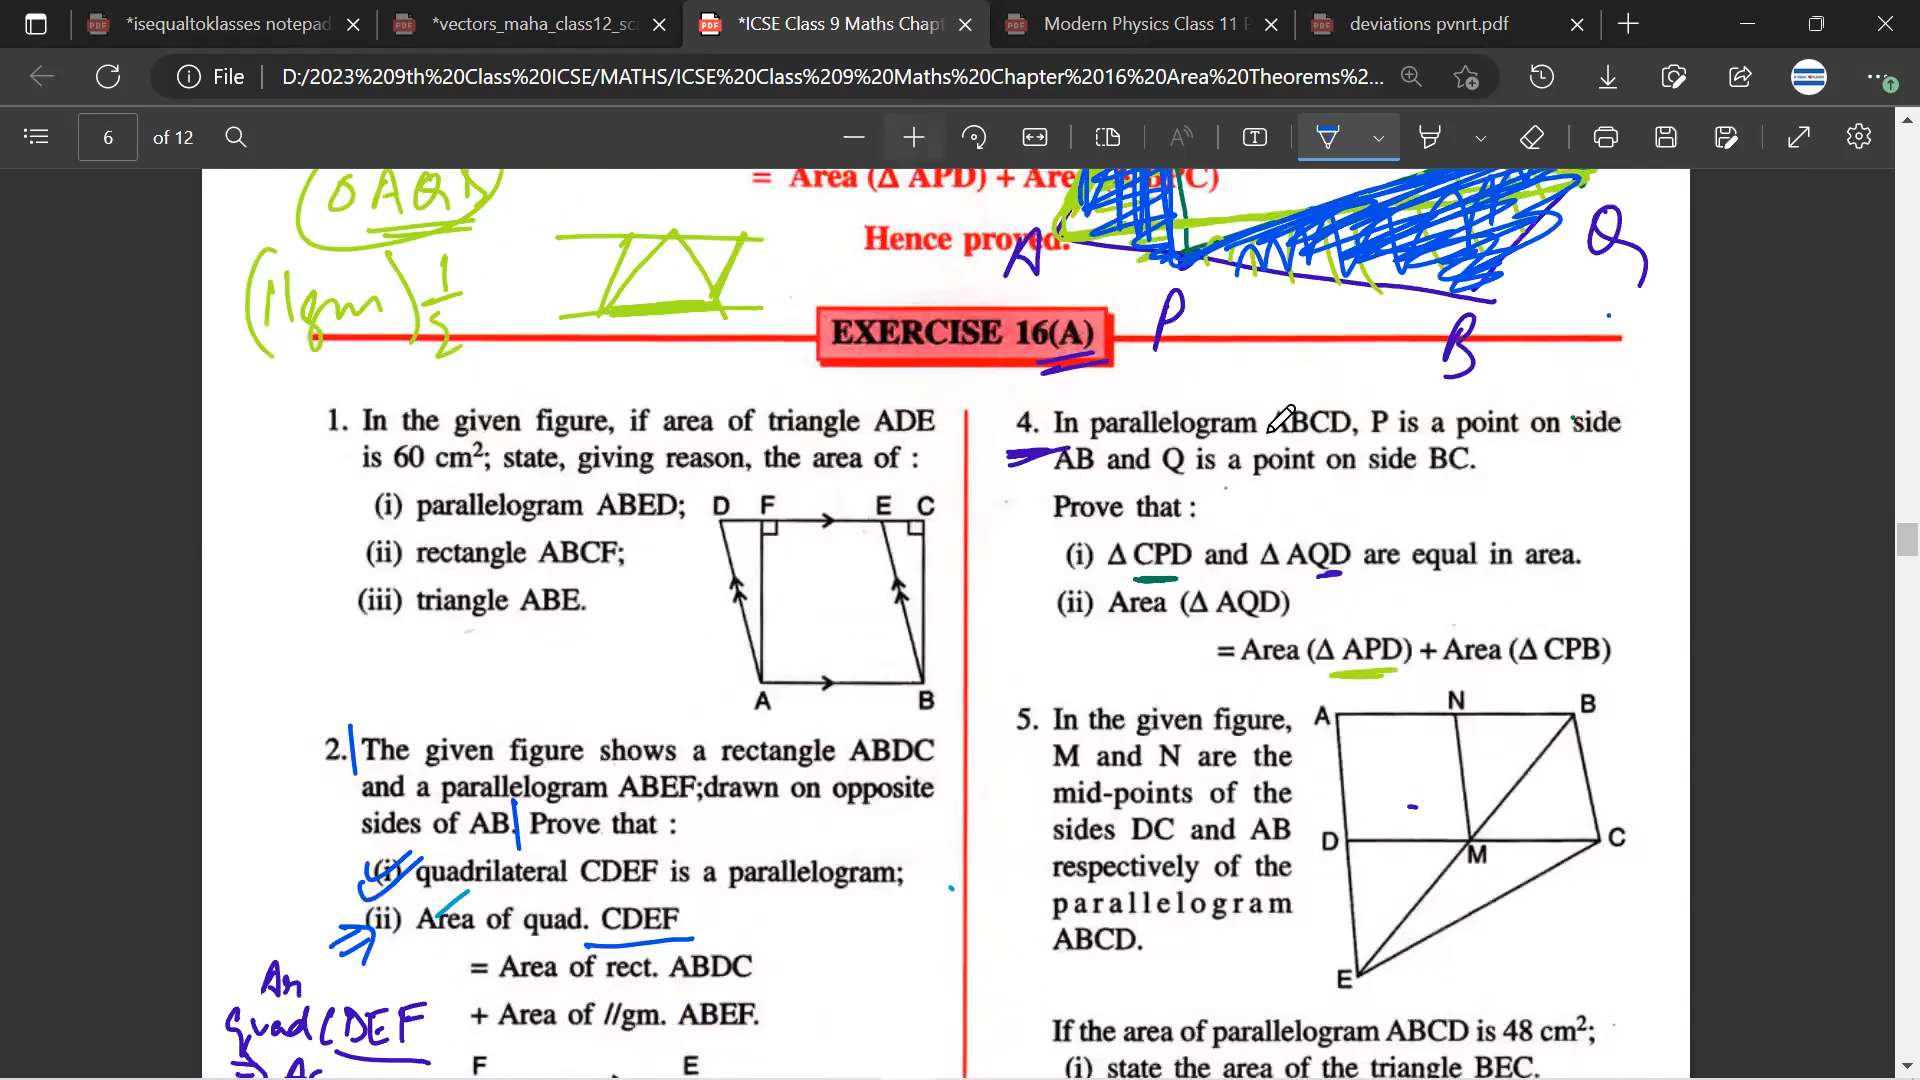 *isequaltoklasses notepad
*vectors_maha_class12_sca
*ICSE Class 9 Maths Chapt
Modern Physics Class 11 P
deviations pvnrt.pdf
File
D:/2023%209th%20Class%20ICSE/MATHS/ICSE%20Class%209%20Maths%20Chapter%2016%20Area%20Theorems%2...
6 of 12
= Area (Δ APD) + Are PC)
Hence proved.
AQD
(llgm) 1/2
A
P
B
Q
EXERCISE 16(A)
1. In the given figure, if area of triangle ADE
is 60 cm²; state, giving reason, the area of :
(i) parallelogram ABED;
(ii) rectangle ABCF;
(iii) triangle ABE.
D F E C
A B
2. The given figure shows a rectangle ABDC
and a parallelogram ABEF;drawn on opposite
sides of AB. Prove that :
(i) quadrilateral CDEF is a parallelogram;
(ii) Area of quad. CDEF
= Area of rect. ABDC
+ Area of //gm. ABEF.
F E
Ar
quad CDEF
4. In parallelogram ABCD, P is a point on side
AB and Q is a point on side BC.
Prove that :
(i) Δ CPD and Δ AQD are equal in area.
(ii) Area (Δ AQD)
= Area (Δ APD) + Area (Δ CPB)
5. In the given figure,
M and N are the
mid-points of the
sides DC and AB
respectively of the
parallelogram
ABCD.
A N B
D M C
E
If the area of parallelogram ABCD is 48 cm²;
(i) state the area of the triangle BEC.